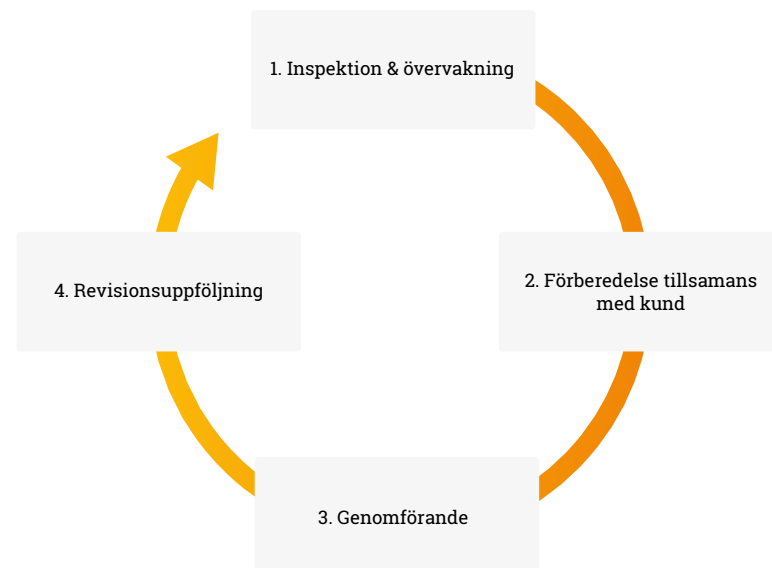 1. Inspektion & övervakning
2. Förberedelse tillsamans
med kund
3. Genomförande
4. Revisionsuppföljning